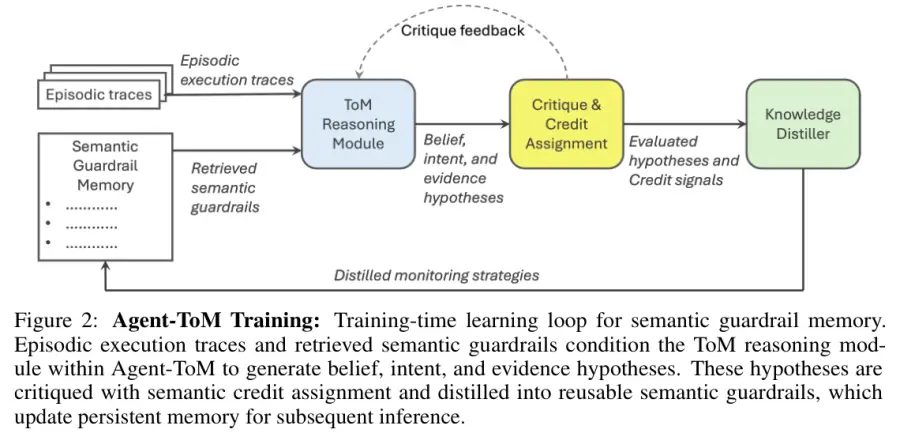 Critique feedback
Episodic
execution traces
Episodic traces
ToM
Reasoning
Module
Critique &
Credit
Assignment
Knowledge
Distiller
Semantic
Guardrail
Memory
• ............
• ............
• ............
Retrieved
semantic
guardrails
Belief,
intent, and
evidence
hypotheses
Evaluated
hypotheses and
Credit signals
Distilled monitoring strategies
Figure 2: Agent-ToM Training: Training-time learning loop for semantic guardrail memory.
Episodic execution traces and retrieved semantic guardrails condition the ToM reasoning mod-
ule within Agent-ToM to generate belief, intent, and evidence hypotheses. These hypotheses are
critiqued with semantic credit assignment and distilled into reusable semantic guardrails, which
update persistent memory for subsequent inference.